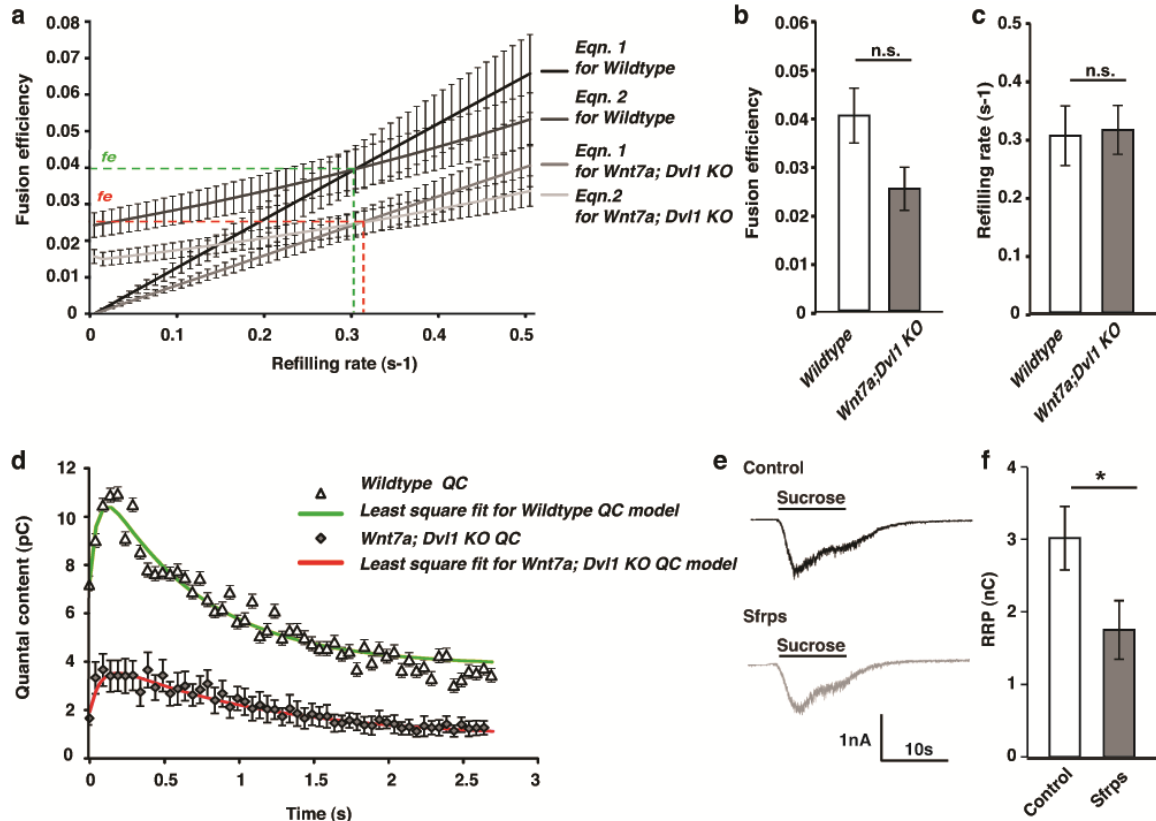 a
Fusion efficiency
0.08
0.07
0.06
0.05
0.04
0.03
0.02
0.01
0
fe
fe
0
0.1
0.2
0.3
0.4
0.5
Refilling rate (s-1)
Eqn. 1
for Wildtype
Eqn. 2
for Wildtype
Eqn. 1
for Wnt7a; Dvl1 KO
Eqn.2
for Wnt7a; Dvl1 KO
b
Fusion efficiency
0.06
0.05
0.04
0.03
0.02
0.01
0
n.s.
Wildtype
Wnt7a;Dvl1 KO
c
Refilling rate (s-1)
0.5
0.4
0.3
0.2
0.1
0
n.s.
Wildtype
Wnt7a;Dvl1 KO
d
Quantal content (pC)
12
10
8
6
4
2
0
0
0.5
1
1.5
2
2.5
3
Time (s)
Wildtype QC
Least square fit for Wildtype QC model
Wnt7a; Dvl1 KO QC
Least square fit for Wnt7a; Dvl1 KO QC model
e
Control
Sucrose
Sfrps
Sucrose
1nA
10s
f
RRP (nC)
4
3
2
1
0
*
Control
Sfrps